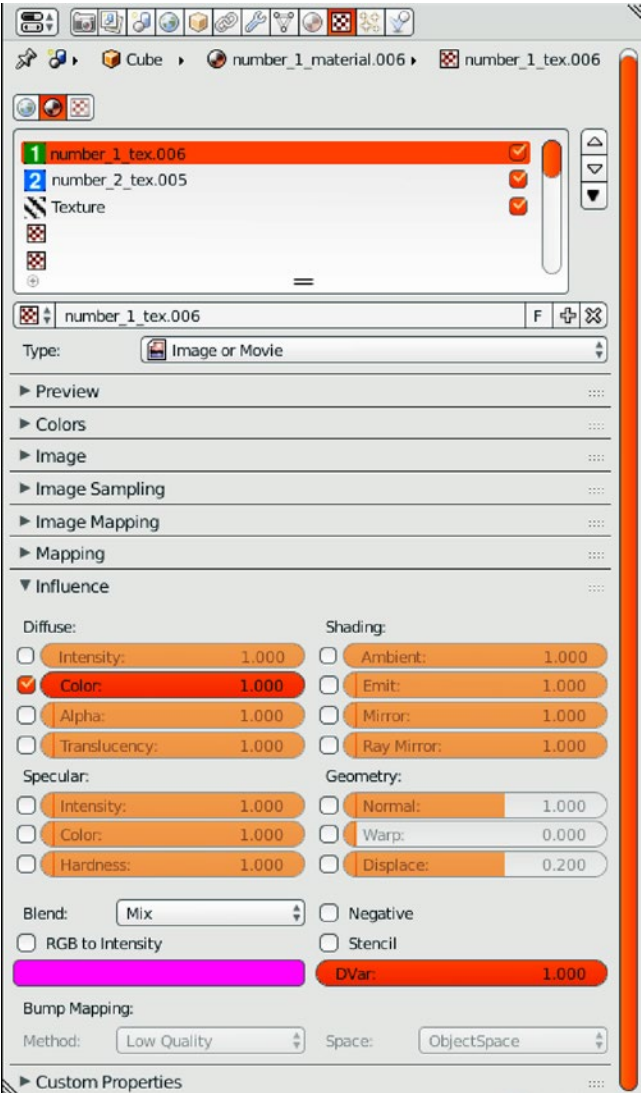 Cube number_1_material.006 number_1_tex.006
1 number_1_tex.006
2 number_2_tex.005
Texture
number_1_tex.006 F
Type: Image or Movie
Preview
Colors
Image
Image Sampling
Image Mapping
Mapping
Influence
Diffuse: Shading:
Intensity: 1.000 Ambient: 1.000
Color: 1.000 Emit: 1.000
Alpha: 1.000 Mirror: 1.000
Translucency: 1.000 Ray Mirror: 1.000
Specular: Geometry:
Intensity: 1.000 Normal: 1.000
Color: 1.000 Warp: 0.000
Hardness: 1.000 Displace: 0.200
Blend: Mix Negative
RGB to Intensity Stencil
DVar: 1.000
Bump Mapping:
Method: Low Quality Space: ObjectSpace
Custom Properties